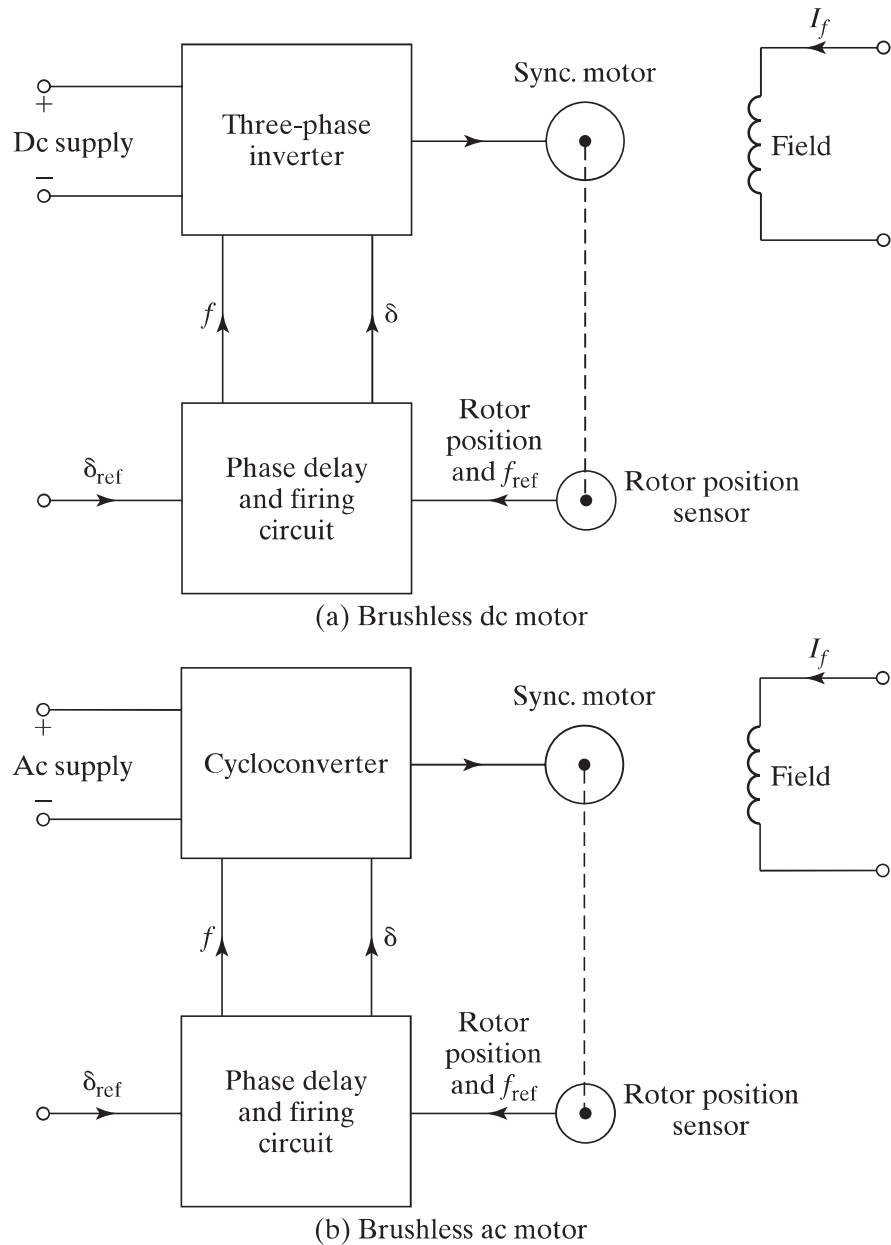 I_f
Sync. motor
+
Dc supply
−
Three-phase
inverter
Field
f
δ
Rotor
position
and f_ref
δ_ref
Phase delay
and firing
circuit
Rotor position
sensor
(a) Brushless dc motor
I_f
Sync. motor
+
Ac supply
−
Cycloconverter
Field
f
δ
Rotor
position
and f_ref
δ_ref
Phase delay
and firing
circuit
Rotor position
sensor
(b) Brushless ac motor